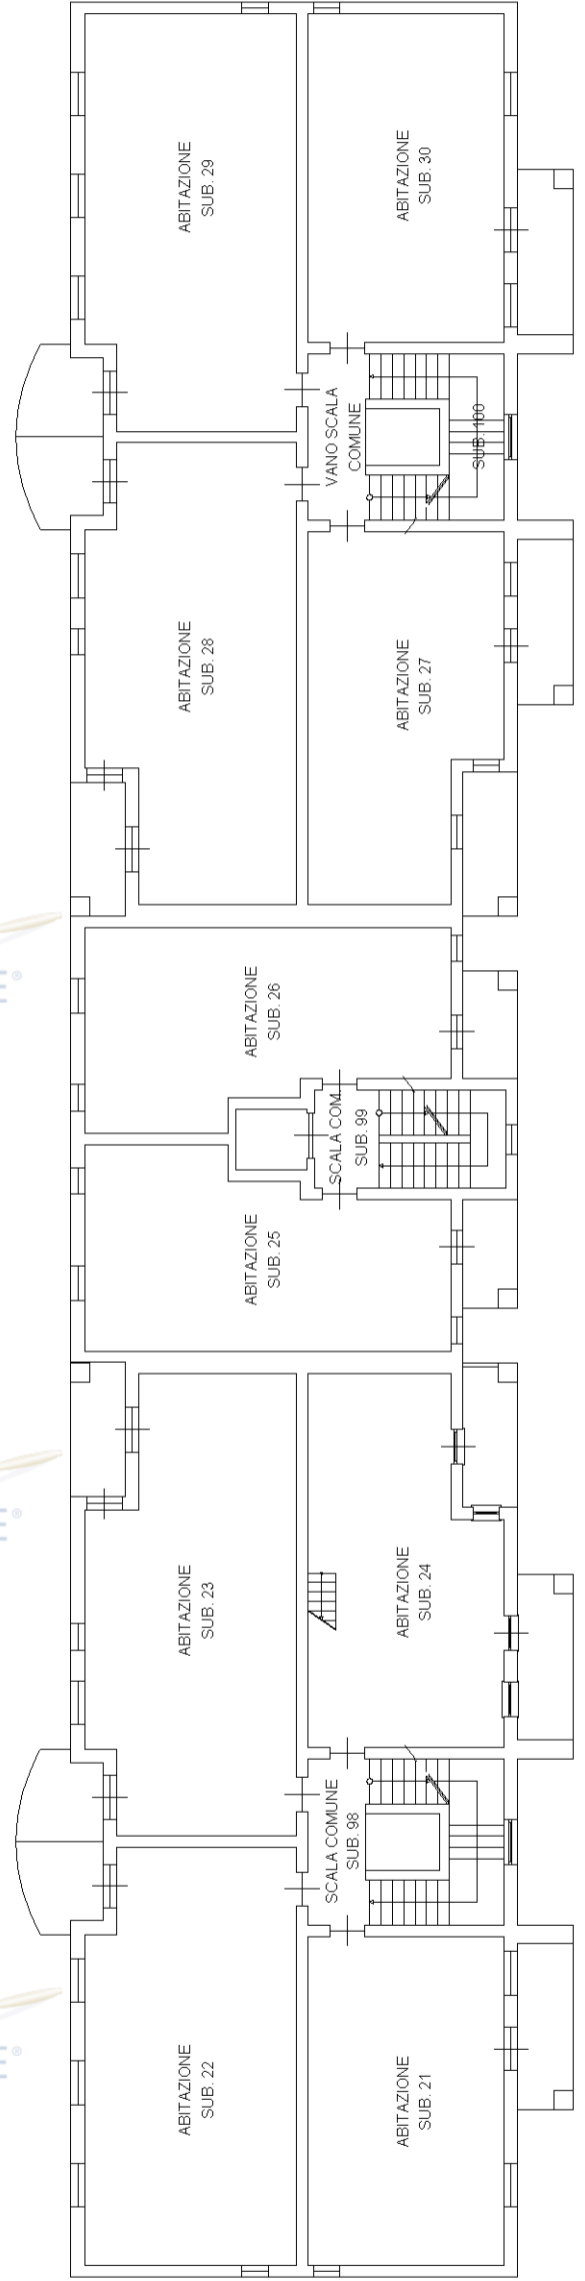 ABITAZIONE
SUB. 29
ABITAZIONE
SUB. 30
VANO SCALA
COMUNE
SUB. 100
ABITAZIONE
SUB. 28
ABITAZIONE
SUB. 27
ABITAZIONE
SUB. 26
SCALA COM.
SUB. 99
ABITAZIONE
SUB. 25
ABITAZIONE
SUB. 23
ABITAZIONE
SUB. 24
SCALA COMUNE
SUB. 98
ABITAZIONE
SUB. 22
ABITAZIONE
SUB. 21